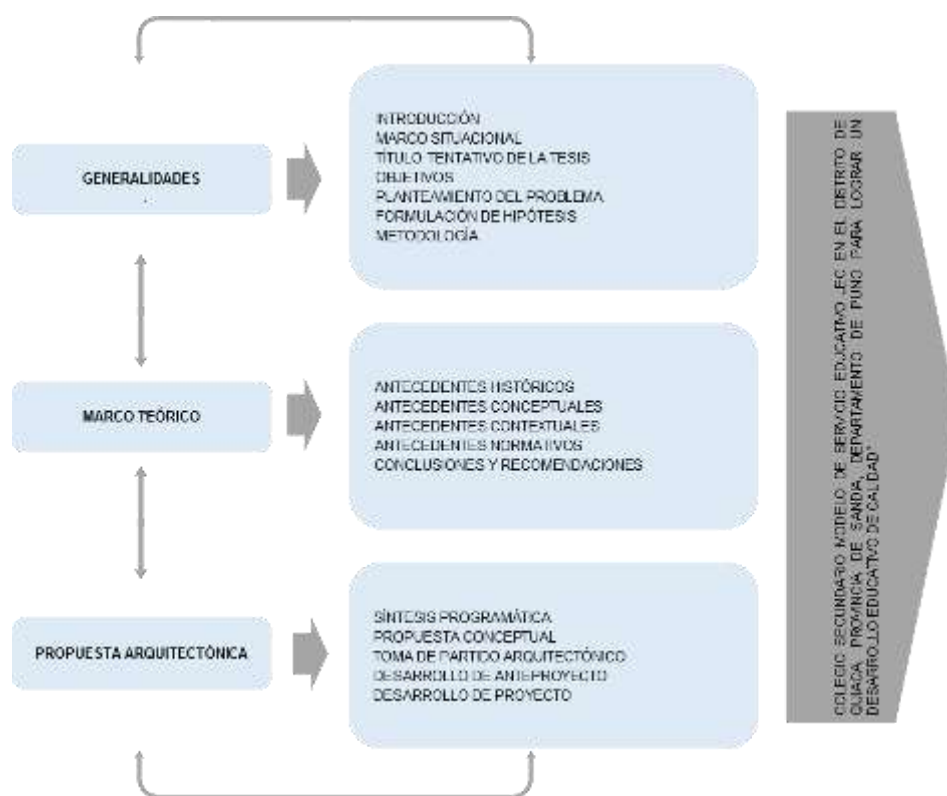 GENERALIDADES
.
INTRODUCCIÓN
MARCO SITUACIONAL
TÍTULO TENTATIVO DE LA TESIS
OBJETIVOS
PLANTEAMIENTO DEL PROBLEMA
FORMULACIÓN DE HIPÓTESIS
METODOLOGÍA
MARCO TEÓRICO
ANTECEDENTES HISTÓRICOS
ANTECEDENTES CONCEPTUALES
ANTECEDENTES CONTEXTUALES
ANTECEDENTES NORMATIVOS
CONCLUSIONES Y RECOMENDACIONES
PROPUESTA ARQUITECTÓNICA
SÍNTESIS PROGRAMÁTICA
PROPUESTA CONCEPTUAL
TOMA DE PARTIDO ARQUITECTÓNICO
DESARROLLO DE ANTEPROYECTO
DESARROLLO DE PROYECTO
COLEGIO SECUNDARIO MODELO DE SERVICIO EDUCATIVO JEC EN EL DISTRITO DE
PROVINCIA DE SANDIA, DEPARTAMENTO DE PUNO PARA LOGRAR UN
DESARROLLO EDUCATIVO DE CALIDAD"